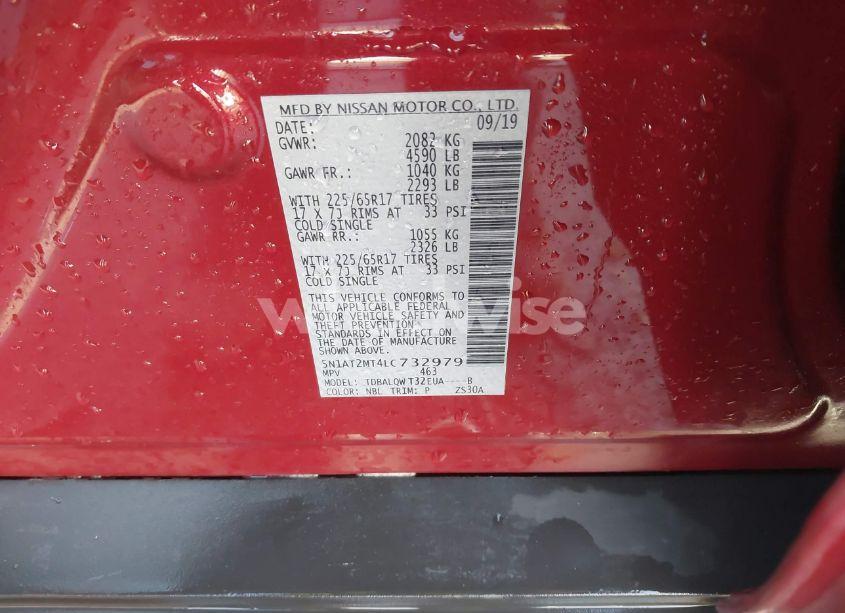 MFD BY NISSAN MOTOR CO., LTD.
DATE: 09/19
GVWR: 2082 KG
4590 LB
GAWR FR.: 1040 KG
2293 LB
WITH 225/65R17 TIRES
17 X 7J RIMS AT 33 PSI
COLD SINGLE
GAWR RR.: 1055 KG
2326 LB
WITH 225/65R17 TIRES
17 X 7J RIMS AT 33 PSI
COLD SINGLE
THIS VEHICLE CONFORMS TO
ALL APPLICABLE FEDERAL
MOTOR VEHICLE SAFETY AND
THEFT PREVENTION
STANDARDS IN EFFECT ON
THE DATE OF MANUFACTURE
SHOWN ABOVE.
5N1AT2MT4LC732979
MPV 463
MODEL: TDBALQWT32EUA----B
COLOR: NBL TRIM: P ZS30A